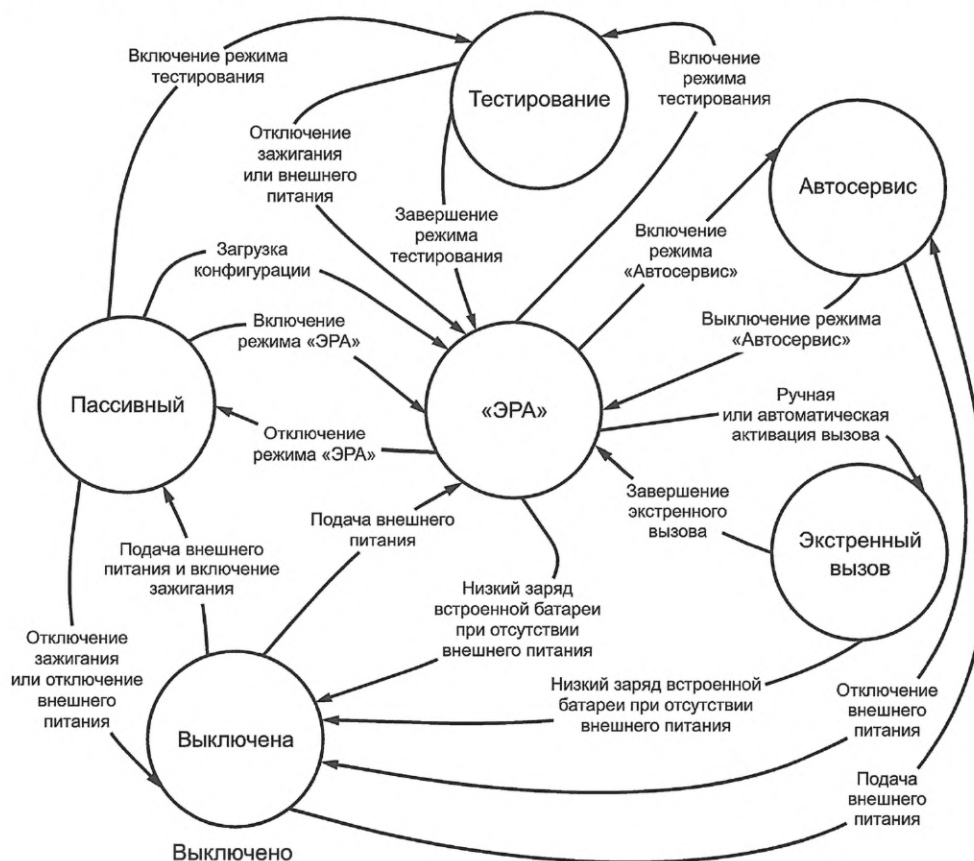 Включение режима
тестирования
Тестирование
Включение
режима
тестирования
Отключение
зажигания
или внешнего
питания
Завершение
режима
тестирования
Автосервис
Включение
режима
«Автосервис»
Загрузка
конфигурации
Включение
режима «ЭРА»
Выключение режима
«Автосервис»
Пассивный
«ЭРА»
Ручная
или автоматическая
активация вызова
Отключение
режима «ЭРА»
Завершение
экстренного
вызова
Подача внешнего
питания
Экстренный
вызов
Подача внешнего
питания и включение
зажигания
Низкий заряд
встроенной батареи
при отсутствии
внешнего питания
Отключение
зажигания
или отключение
внешнего
питания
Низкий заряд встроенной
батареи при отсутствии
внешнего питания
Отключение
внешнего
питания
Выключена
Подача
внешнего
питания
Выключено